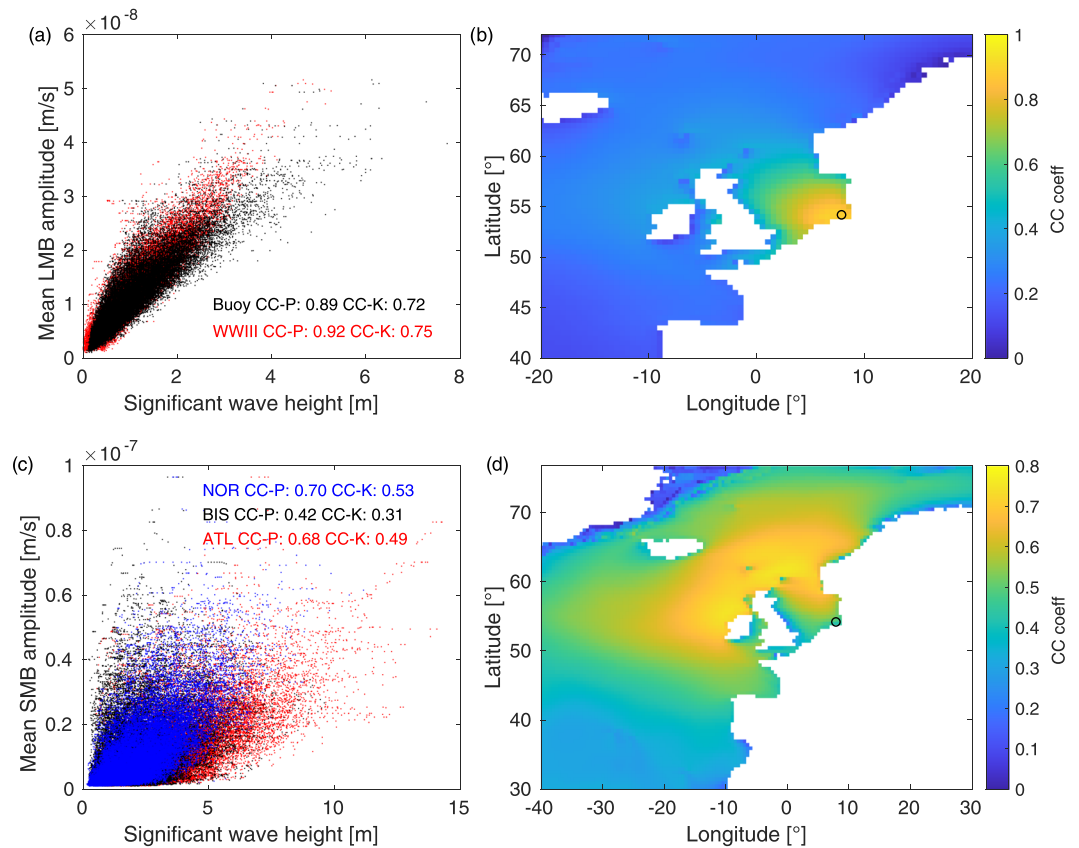 (a)
×10^-8
6
5
4
3
2
1
0
Mean LMB amplitude [m/s]
Buoy CC-P: 0.89 CC-K: 0.72
WWIII CC-P: 0.92 CC-K: 0.75
0 2 4 6 8
Significant wave height [m]
(b)
70
65
60
55
50
45
40
Latitude [°]
-20 -10 0 10 20
Longitude [°]
1
0.8
0.6
0.4
0.2
0
CC coeff
(c)
×10^-7
1
0.8
0.6
0.4
0.2
0
Mean SMB amplitude [m/s]
NOR CC-P: 0.70 CC-K: 0.53
BIS CC-P: 0.42 CC-K: 0.31
ATL CC-P: 0.68 CC-K: 0.49
0 5 10 15
Significant wave height [m]
(d)
70
60
50
40
30
Latitude [°]
-40 -30 -20 -10 0 10 20 30
Longitude [°]
0.8
0.7
0.6
0.5
0.4
0.3
0.2
0.1
0
CC coeff